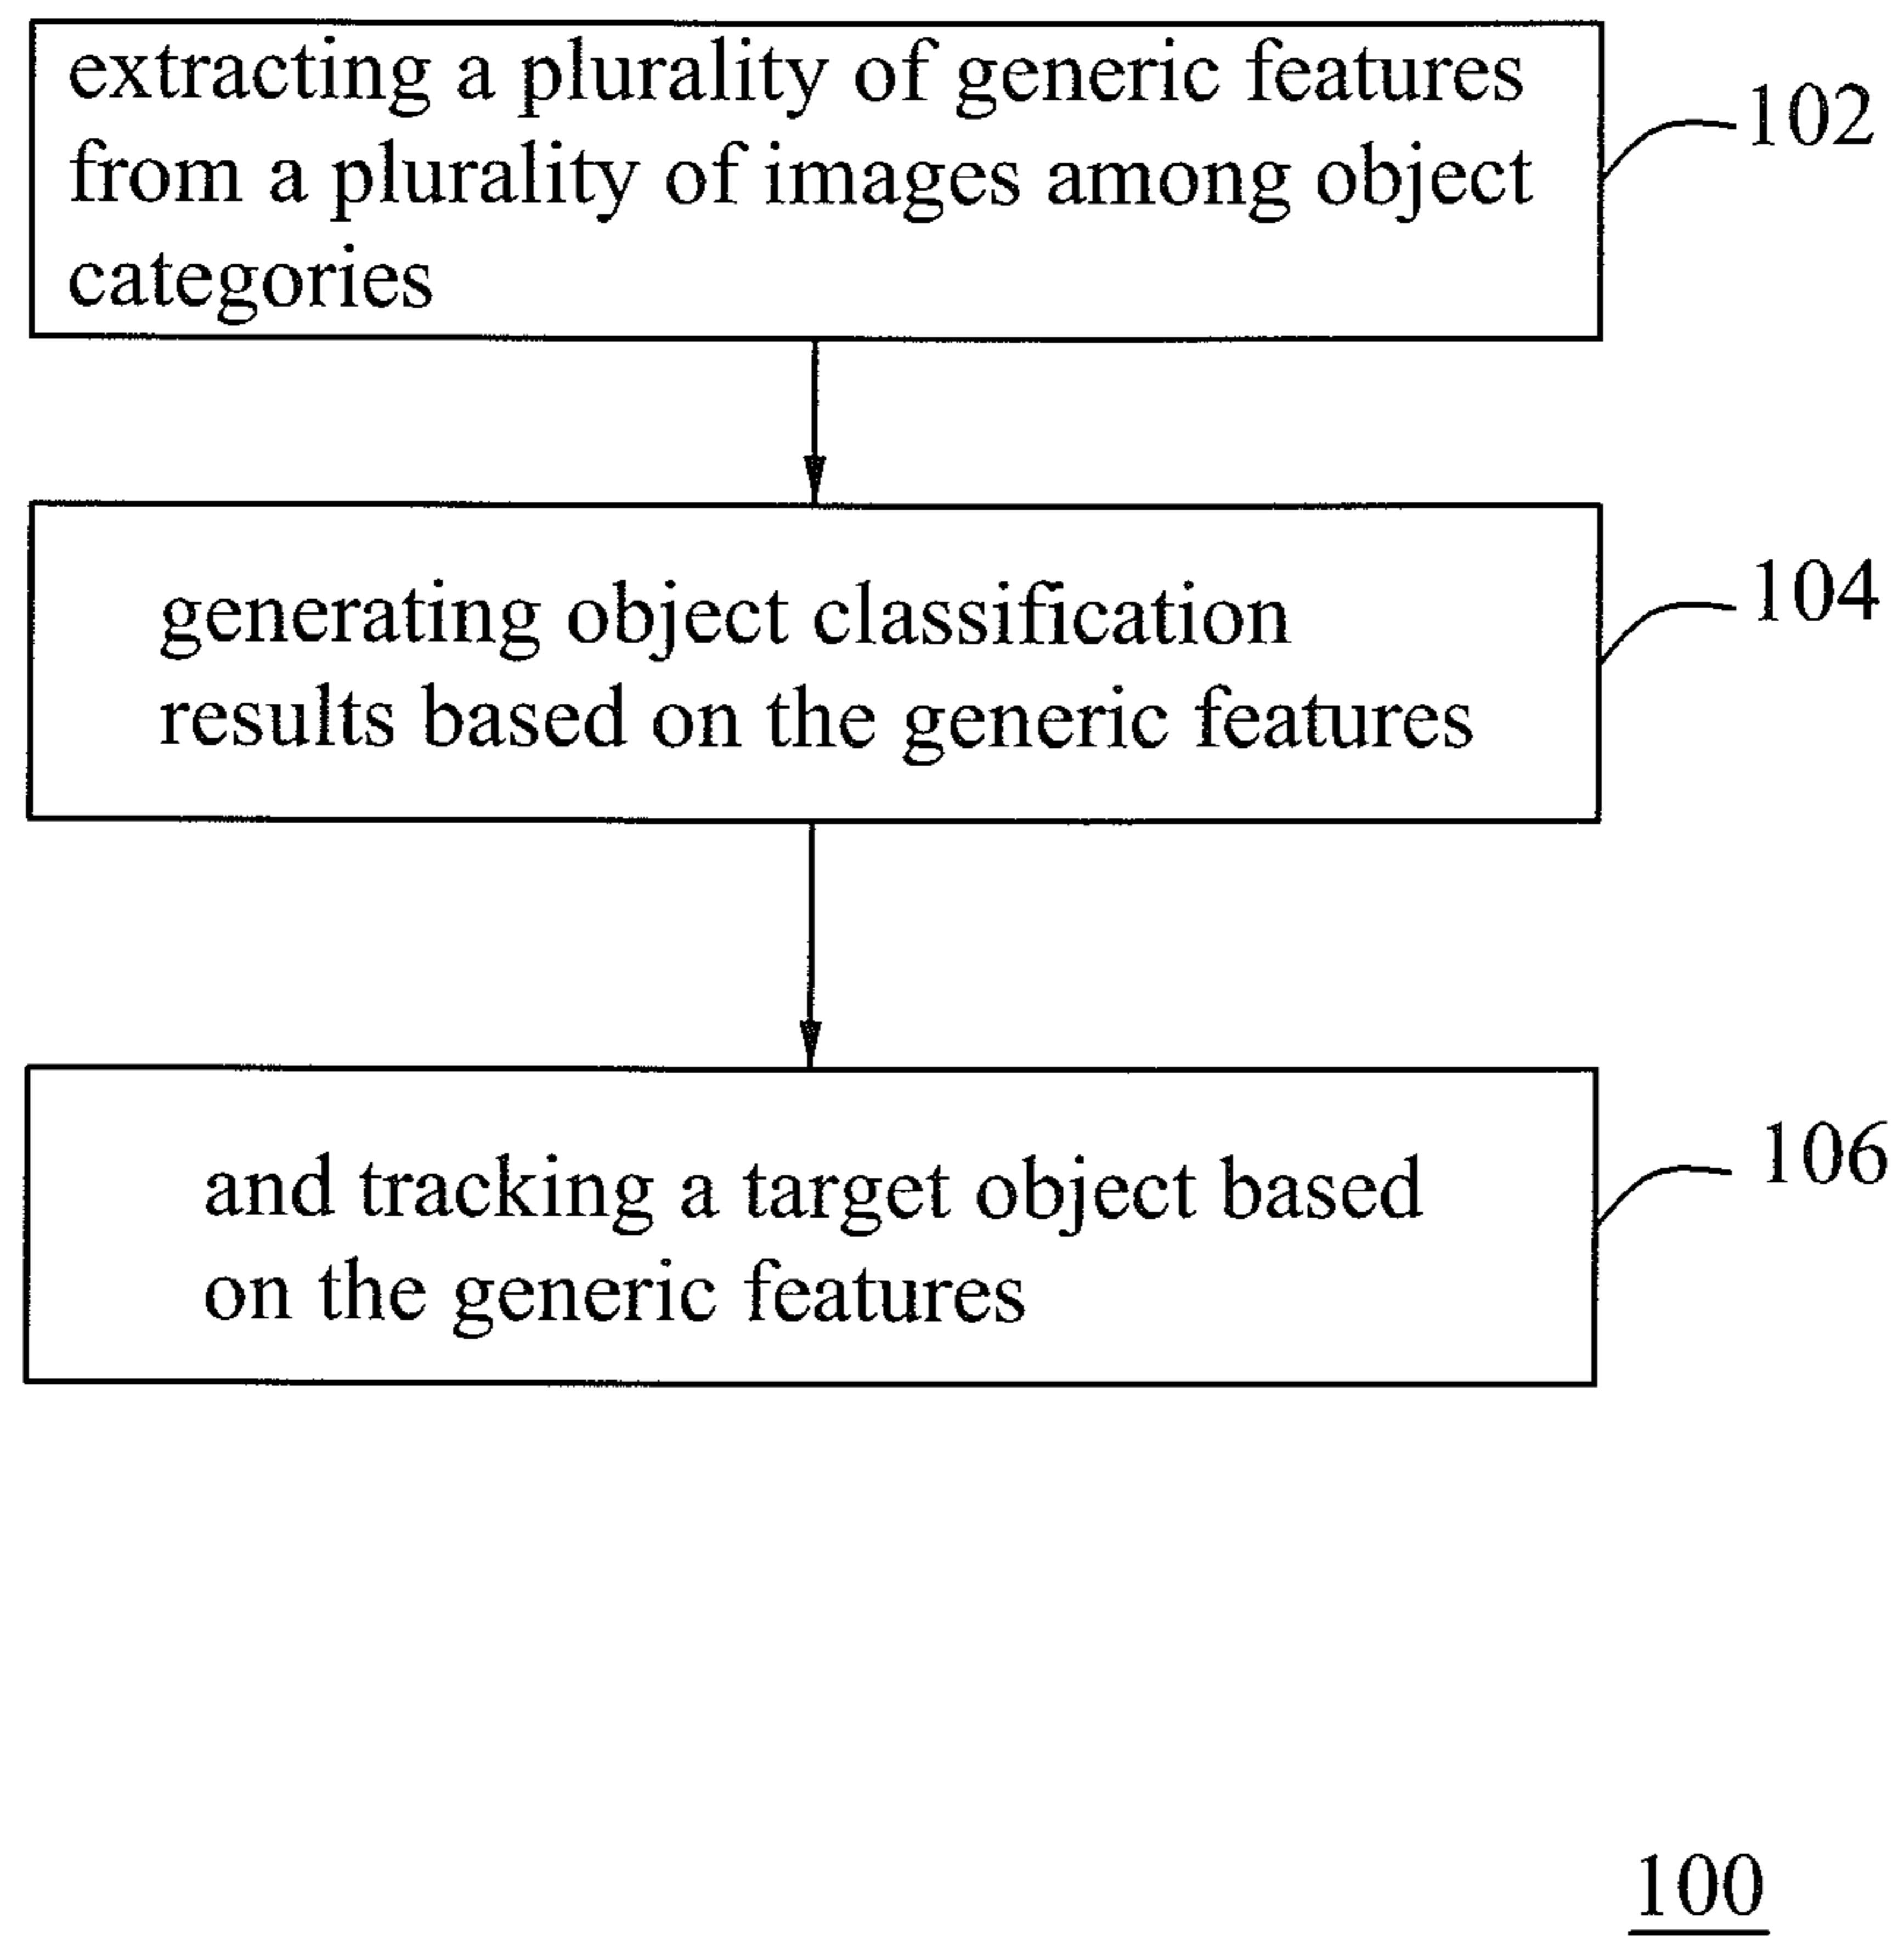 extracting a plurality of generic features
from a plurality of images among object
categories
102
generating object classification
results based on the generic features
104
and tracking a target object based
on the generic features
106
100